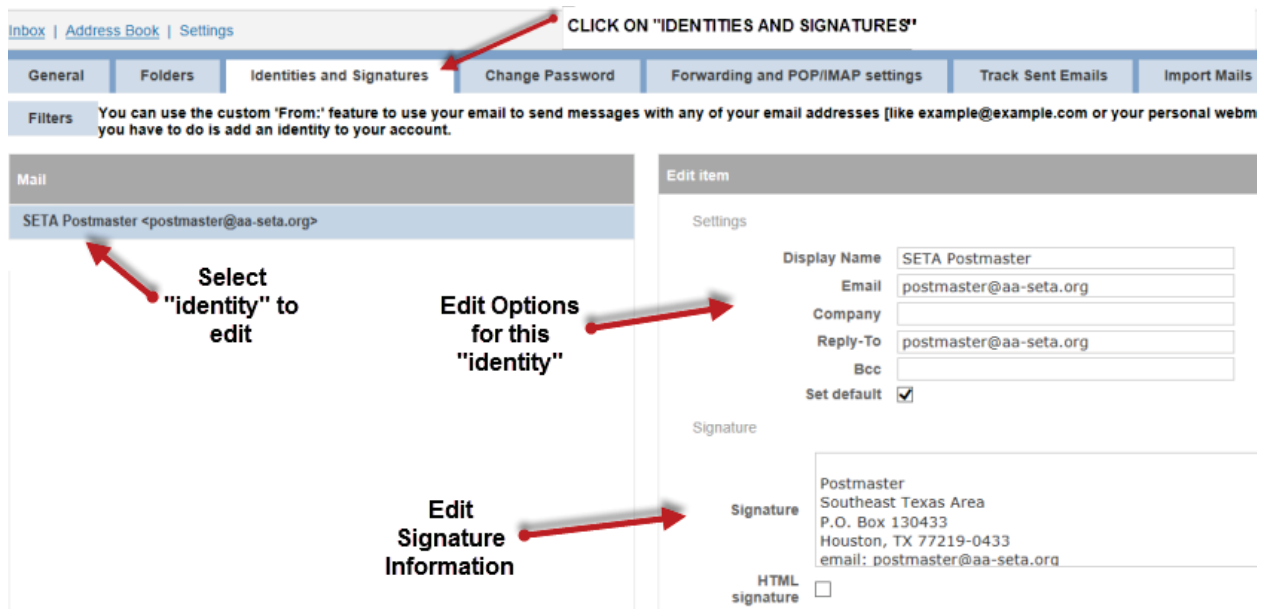 Inbox | Address Book | Settings
CLICK ON "IDENTITIES AND SIGNATURES"
General Folders Identities and Signatures Change Password Forwarding and POP/IMAP settings Track Sent Emails Import Mails
Filters
You can use the custom 'From:' feature to use your email to send messages with any of your email addresses [like example@example.com or your personal webm
you have to do is add an identity to your account.
Mail
SETA Postmaster <postmaster@aa-seta.org>
Select
"identity" to
edit
Edit Options
for this
"identity"
Edit
Signature
Information
Edit item
Settings
Display Name SETA Postmaster
Email postmaster@aa-seta.org
Company
Reply-To postmaster@aa-seta.org
Bcc
Set default
Signature
Signature
Postmaster
Southeast Texas Area
P.O. Box 130433
Houston, TX 77219-0433
email: postmaster@aa-seta.org
HTML
signature